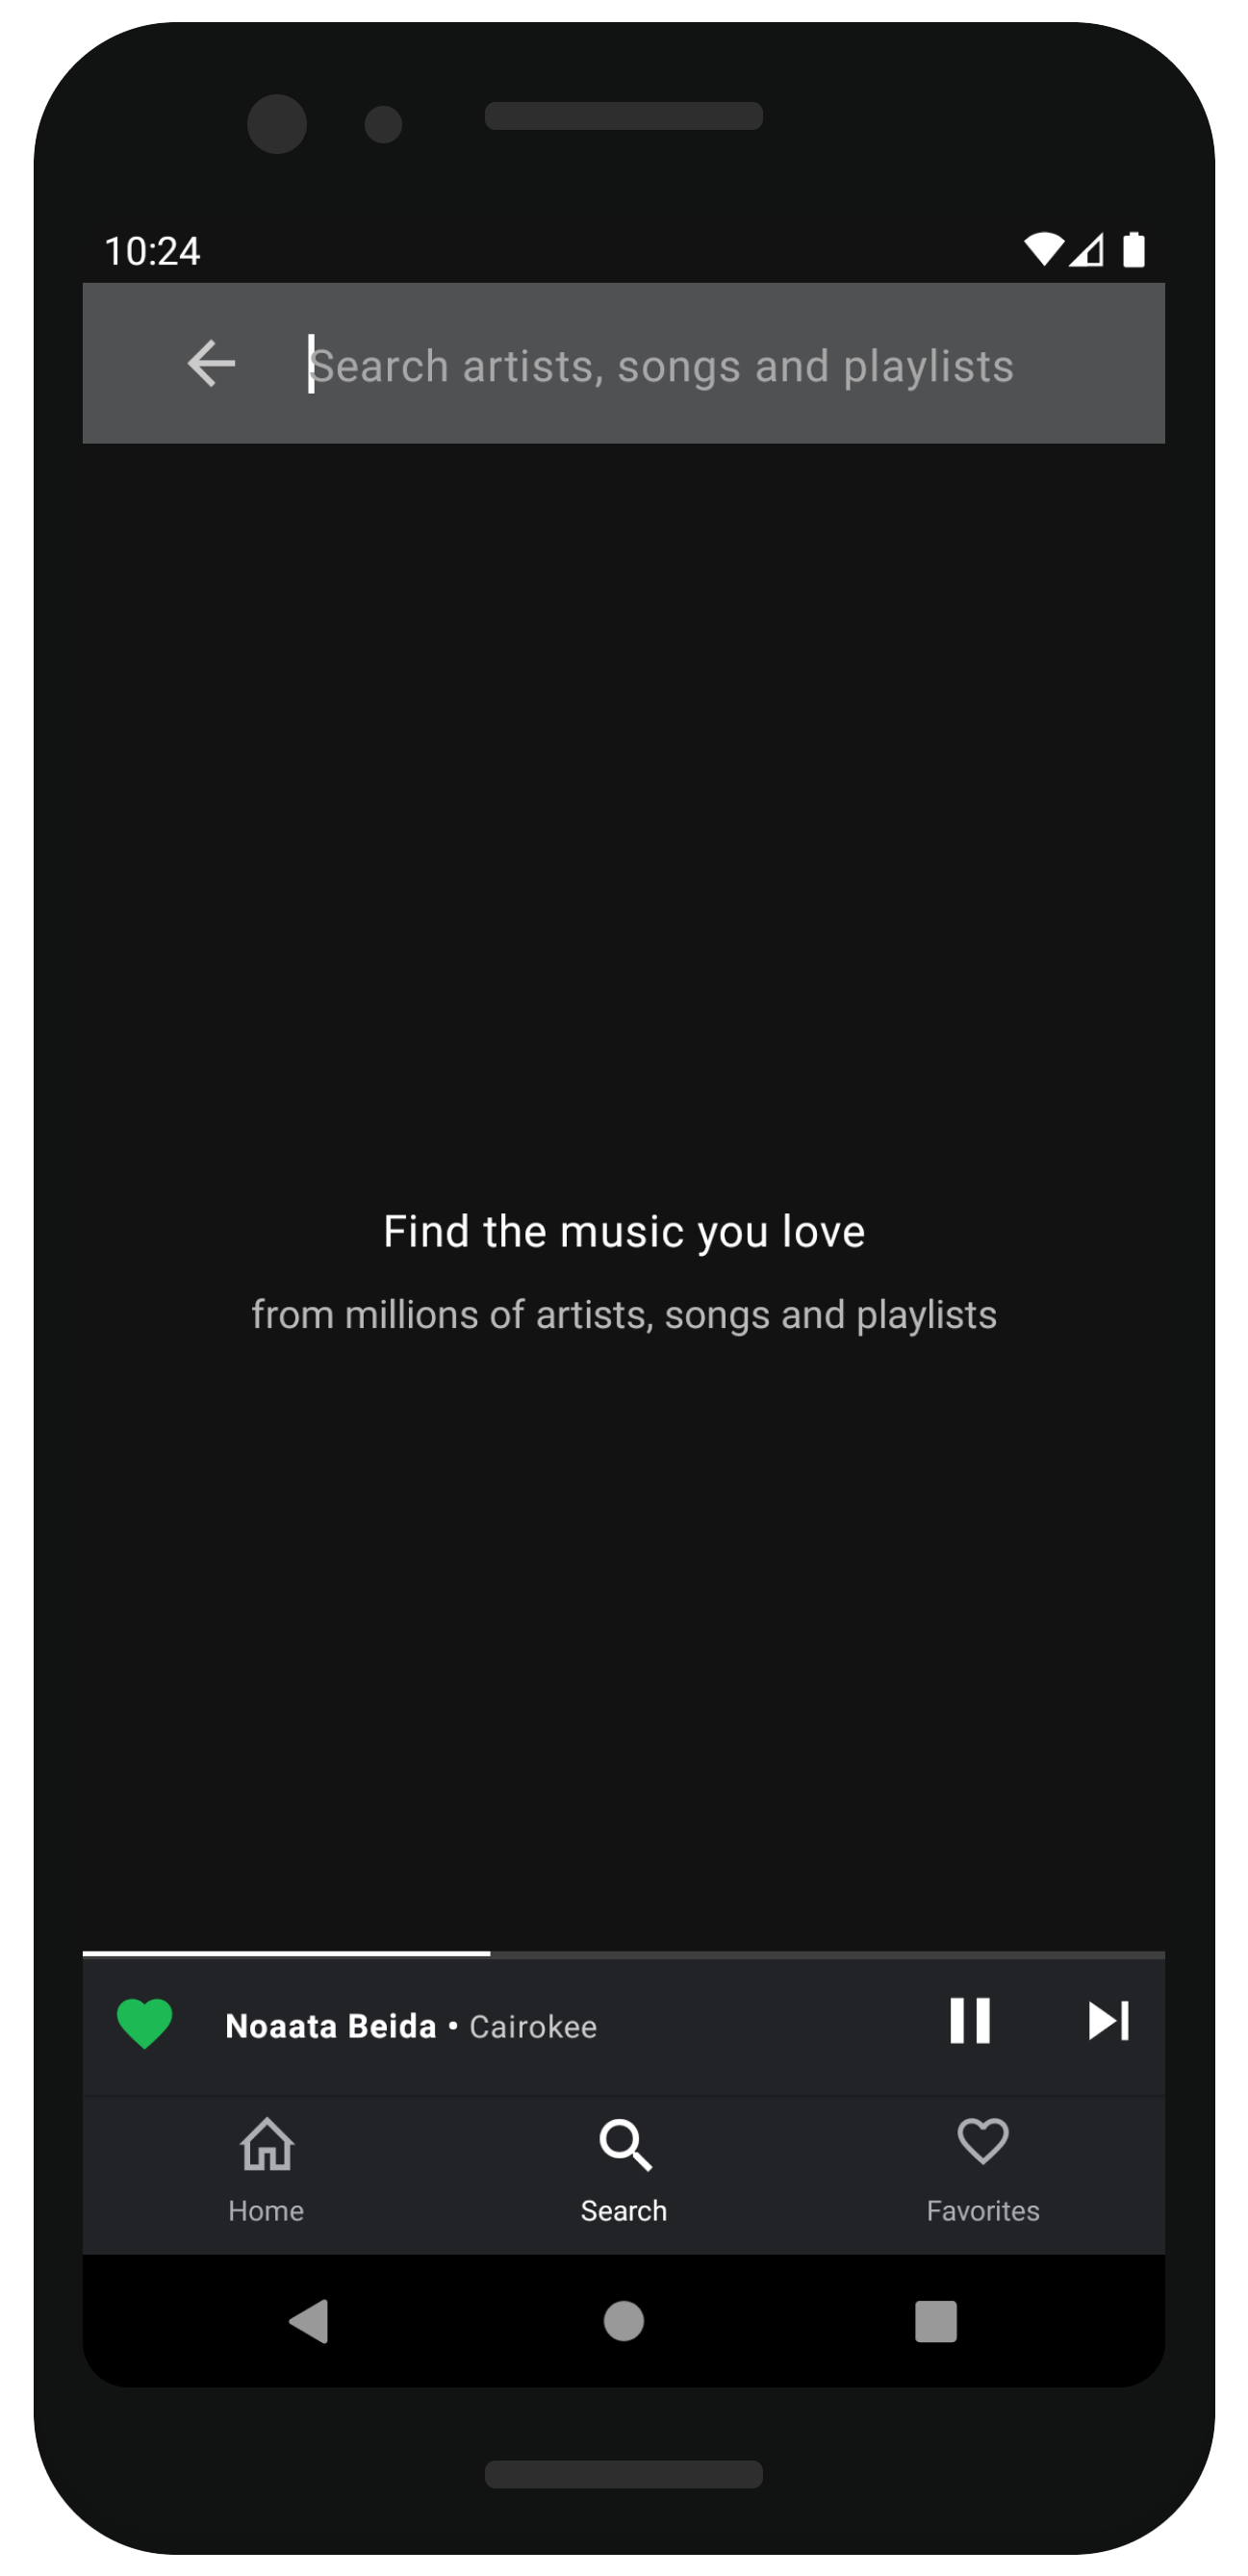 10:24
Search artists, songs and playlists
Find the music you love
from millions of artists, songs and playlists
Noaata Beida • Cairokee
Home
Search
Favorites